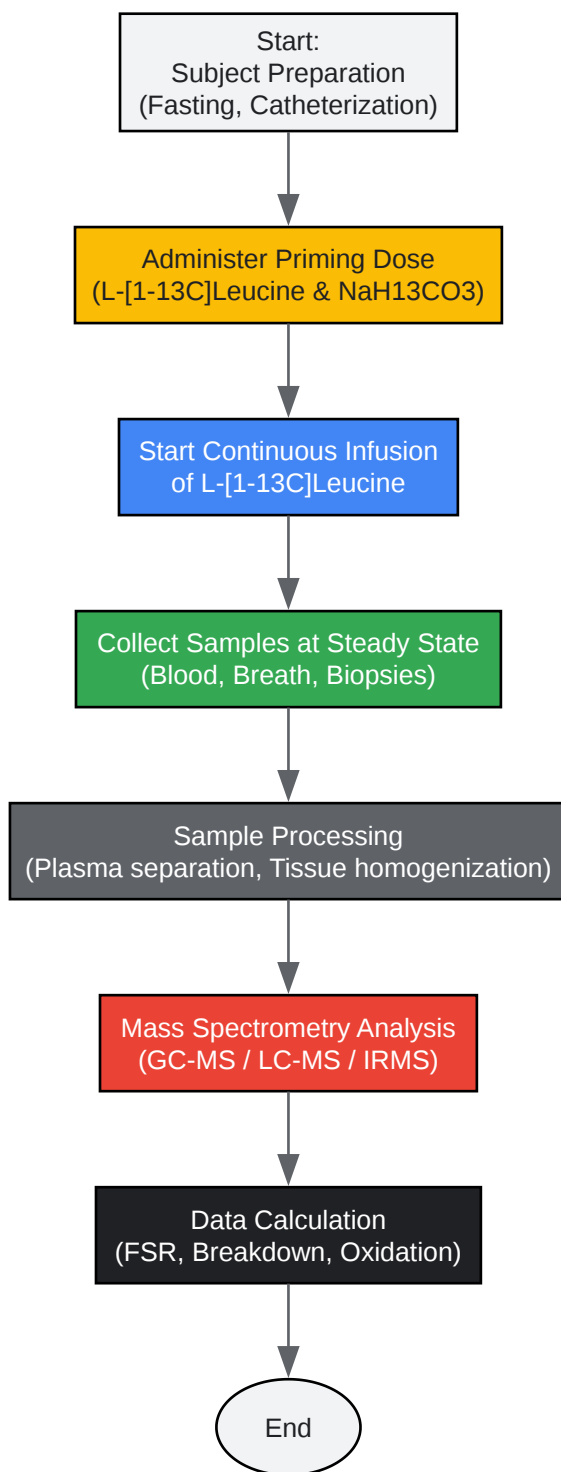 Start:
Subject Preparation
(Fasting, Catheterization)
Administer Priming Dose
(L-[1-13C]Leucine & NaH13CO3)
Start Continuous Infusion
of L-[1-13C]Leucine
Collect Samples at Steady State
(Blood, Breath, Biopsies)
Sample Processing
(Plasma separation, Tissue homogenization)
Mass Spectrometry Analysis
(GC-MS / LC-MS / IRMS)
Data Calculation
(FSR, Breakdown, Oxidation)
End